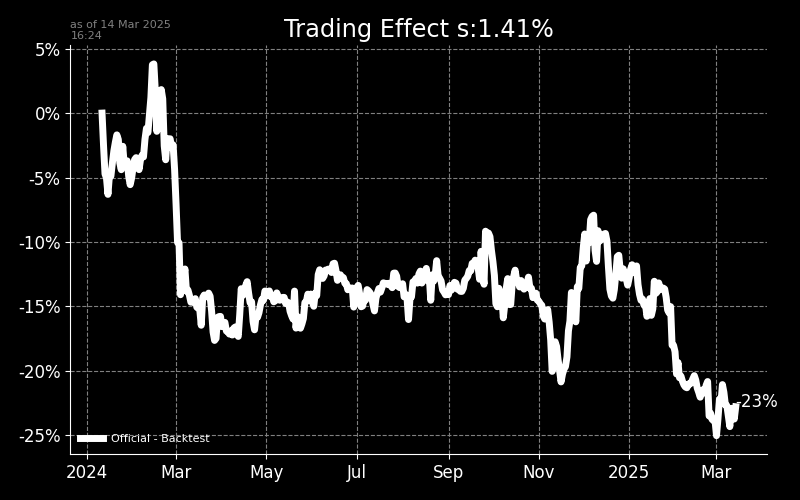 as of 14 Mar 2025
16:24
Trading Effect s:1.41%
5%
0%
-5%
-10%
-15%
-20%
-25%
-23%
Official - Backtest
2024 Mar May Jul Sep Nov 2025 Mar